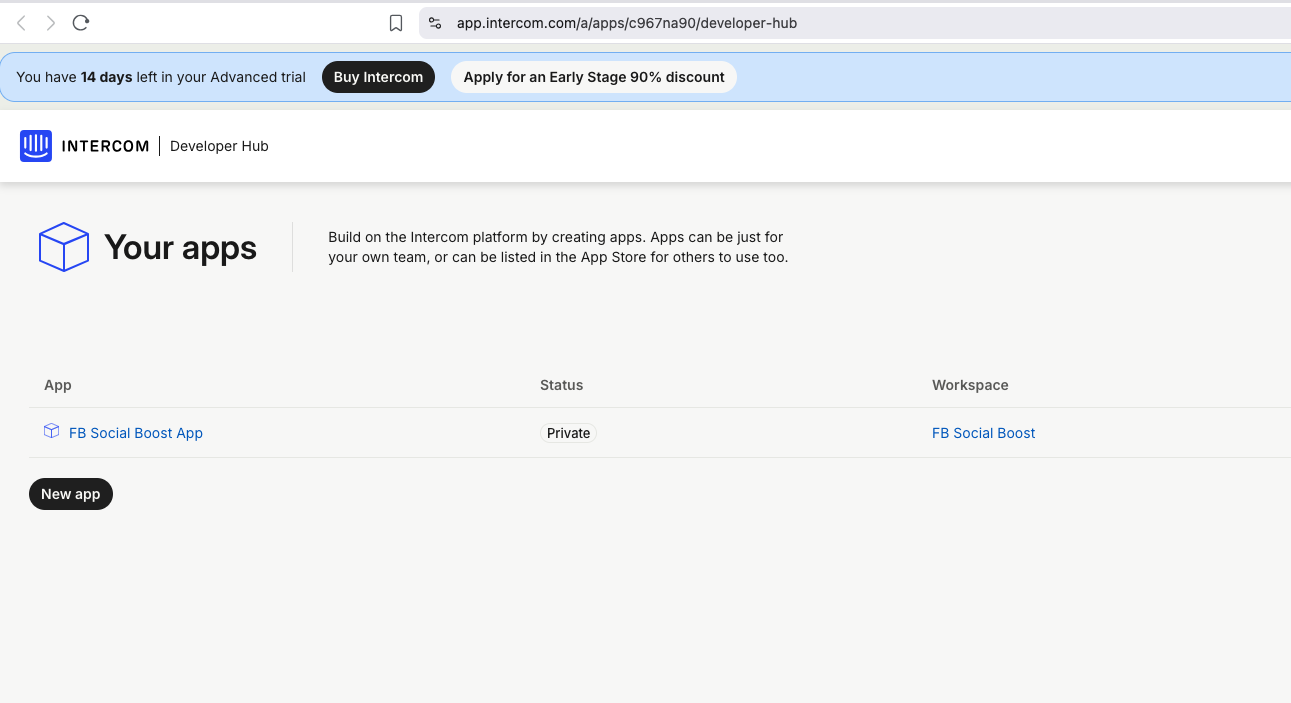 app.intercom.com/a/apps/c967na90/developer-hub
You have 14 days left in your Advanced trial Buy Intercom Apply for an Early Stage 90% discount
INTERCOM Developer Hub
Your apps
Build on the Intercom platform by creating apps. Apps can be just for
your own team, or can be listed in the App Store for others to use too.
App Status Workspace
FB Social Boost App Private FB Social Boost
New app